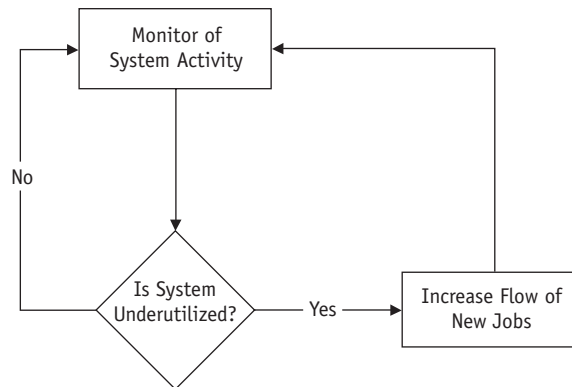 Monitor of
System Activity
No
Is System
Underutilized?
Yes
Increase Flow of
New Jobs